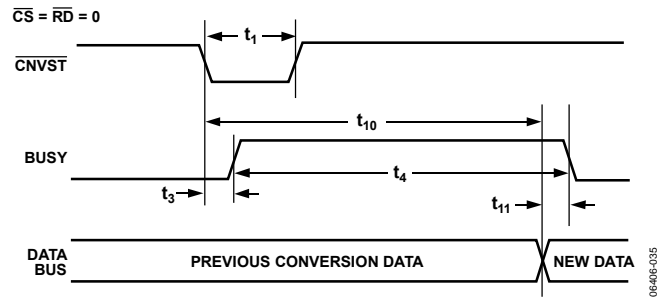 CS = RD = 0
t1
CNVST
t10
BUSY
t4
t3
t11
DATA
BUS
PREVIOUS CONVERSION DATA
NEW DATA
06406-035